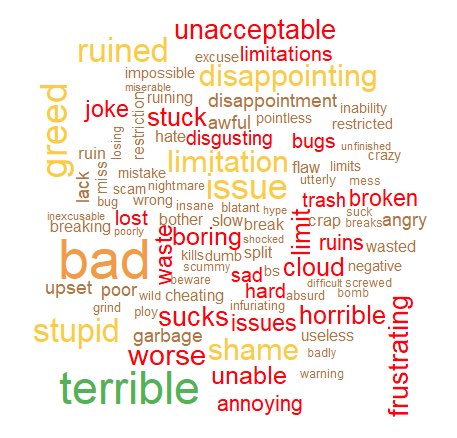 unacceptable
ruined
excuse
limitations
impossible
disappointing
miserable
greed
joke
restriction
ruining
stuck
disappointment
inability
losing
hate
awful
pointless
restricted
disgusting
bugs
unfinished
ruin
miss
limitation
flaw
limits
crazy
lack
mistake
scam
nightmare
issue
utterly
mess
bug
wrong
insane
blatant
hype
trash
broken
inexcusable
lost
bother
slow
break
limit
crap
suck
breaks
angry
breaking
poorly
waste
boring
shocked
ruins
wasted
bad
kills
dumb
split
scummy
sad
bs
cloud
negative
upset
poor
beware
hard
absurd
difficult
screwed
bomb
wild
cheating
infuriating
grind
ploy
sucks
issues
horrible
frustrating
stupid
garbage
useless
worse
shame
badly
terrible
unable
warning
annoying